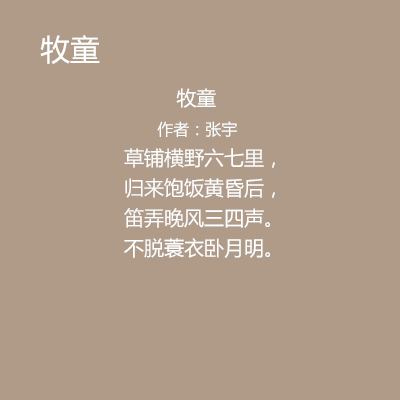 牧童
牧童
作者：张宇
草铺横野六七里，
归来饱饭黄昏后，
笛弄晚风三四声。
不脱蓑衣卧月明。